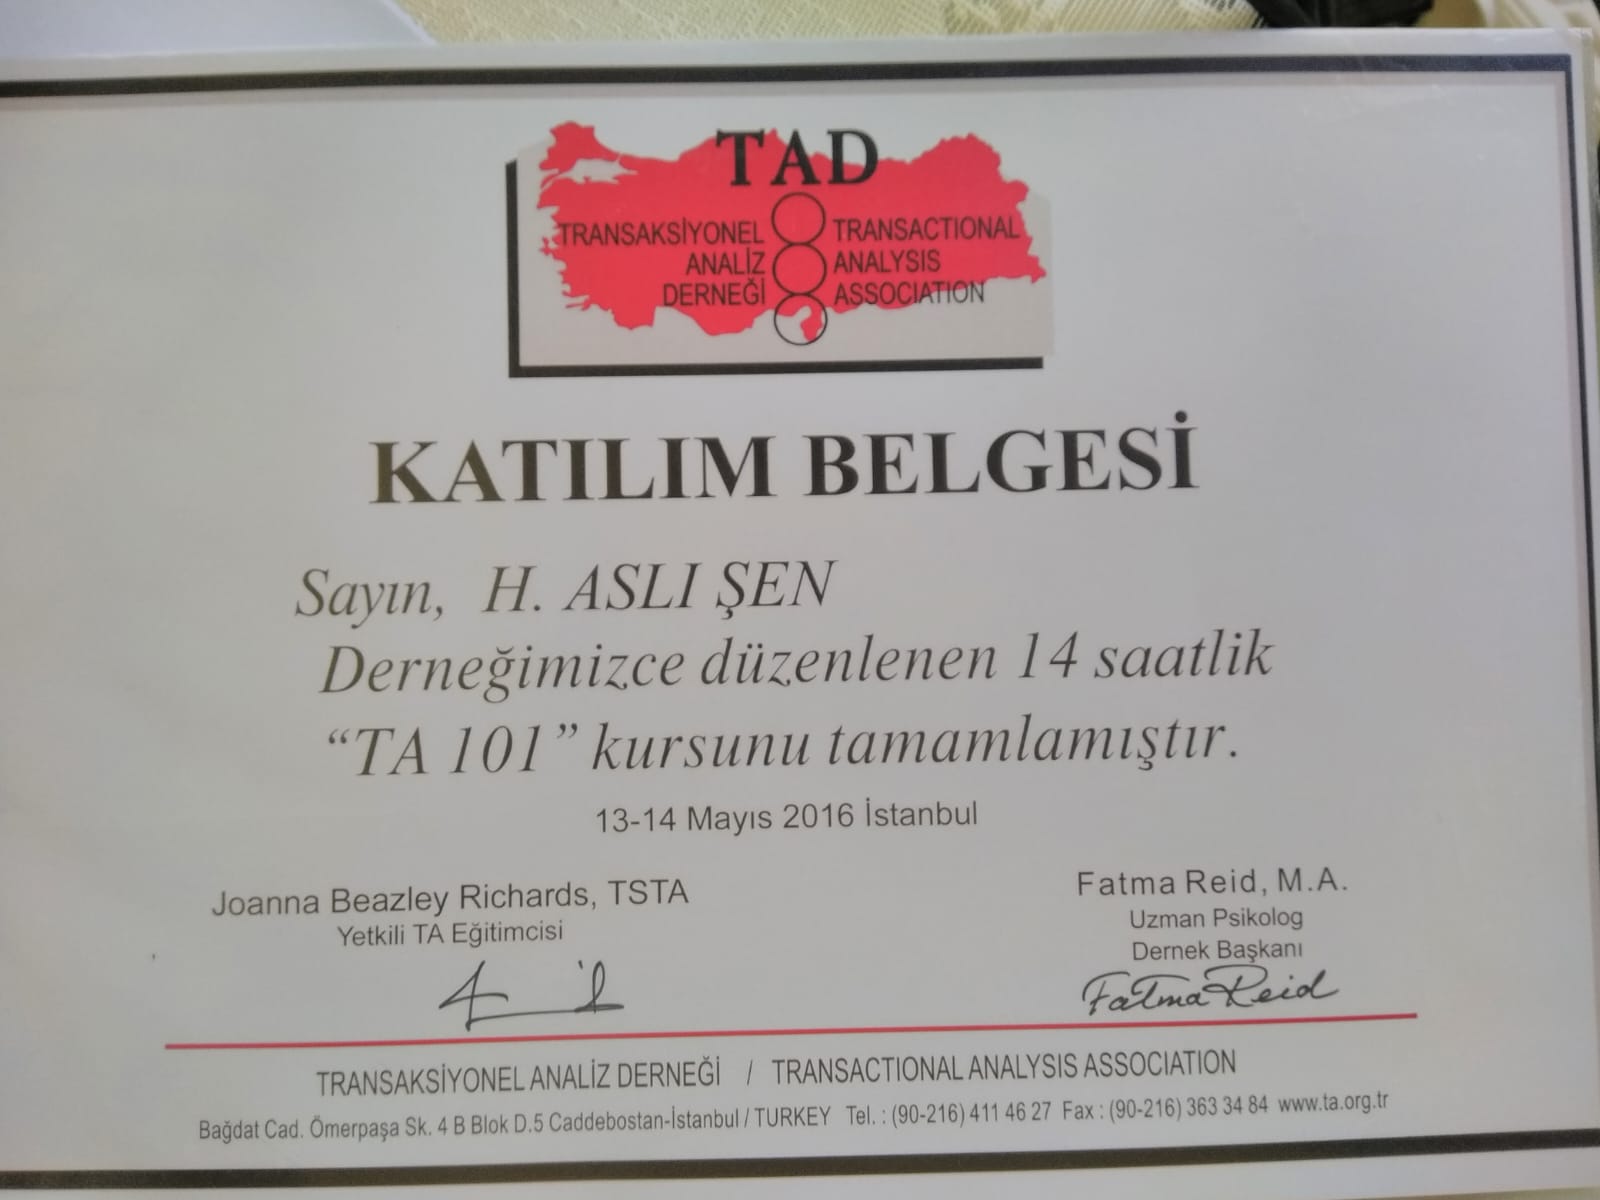 TAD
TRANSAKSİYONEL
ANALİZ
DERNEĞİ
TRANSACTIONAL
ANALYSIS
ASSOCIATION
KATILIM BELGESİ
Sayın, H. ASLI ŞEN
Derneğimizce düzenlenen 14 saatlik
“TA 101” kursunu tamamlamıştır.
13-14 Mayıs 2016 İstanbul
Joanna Beazley Richards, TSTA
Yetkili TA Eğitimcisi
Fatma Reid, M.A.
Uzman Psikolog
Dernek Başkanı
Fatma Reid
TRANSAKSİYONEL ANALİZ DERNEĞİ / TRANSACTIONAL ANALYSIS ASSOCIATION
Bağdat Cad. Ömerpaşa Sk. 4 B Blok D.5 Caddebostan-İstanbul / TURKEY Tel. : (90-216) 411 46 27 Fax : (90-216) 363 34 84 www.ta.org.tr